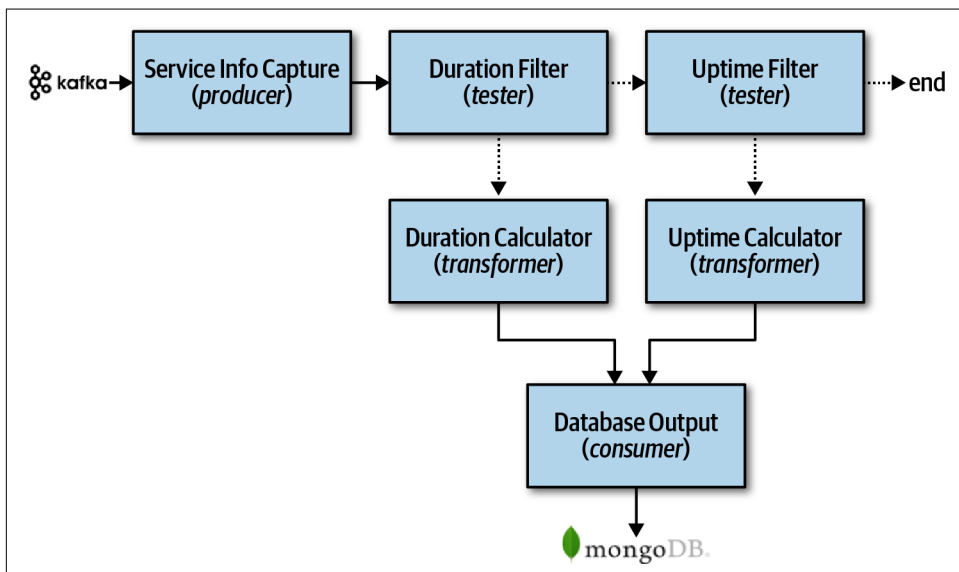 kafka
Service Info Capture
(producer)
Duration Filter
(tester)
Uptime Filter
(tester)
end
Duration Calculator
(transformer)
Uptime Calculator
(transformer)
Database Output
(consumer)
mongoDB.